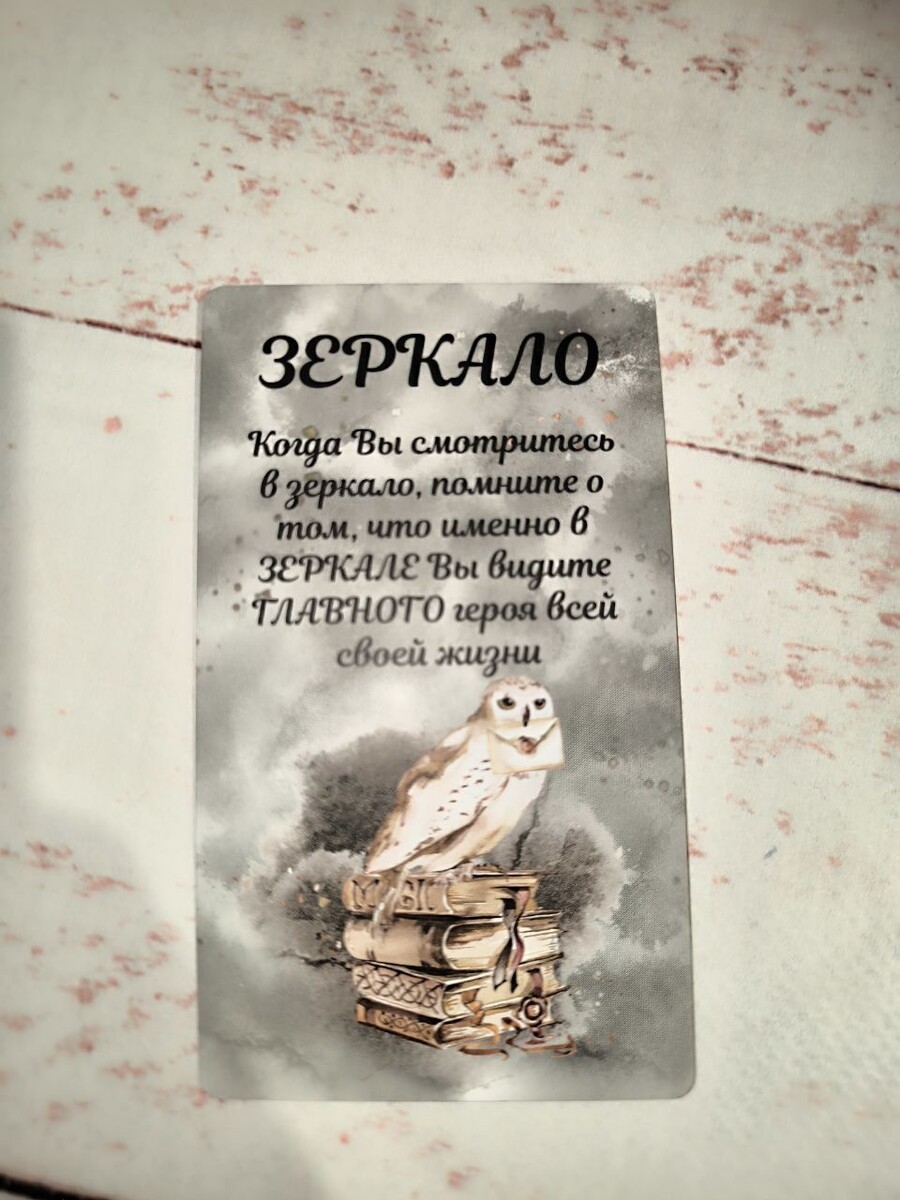 ЗЕРКАЛО
Когда Вы смотритесь
в зеркало, помните о
том, что именно в
ЗЕРКАЛЕ Вы видите
ГЛАВНОГО героя всей
своей жизни